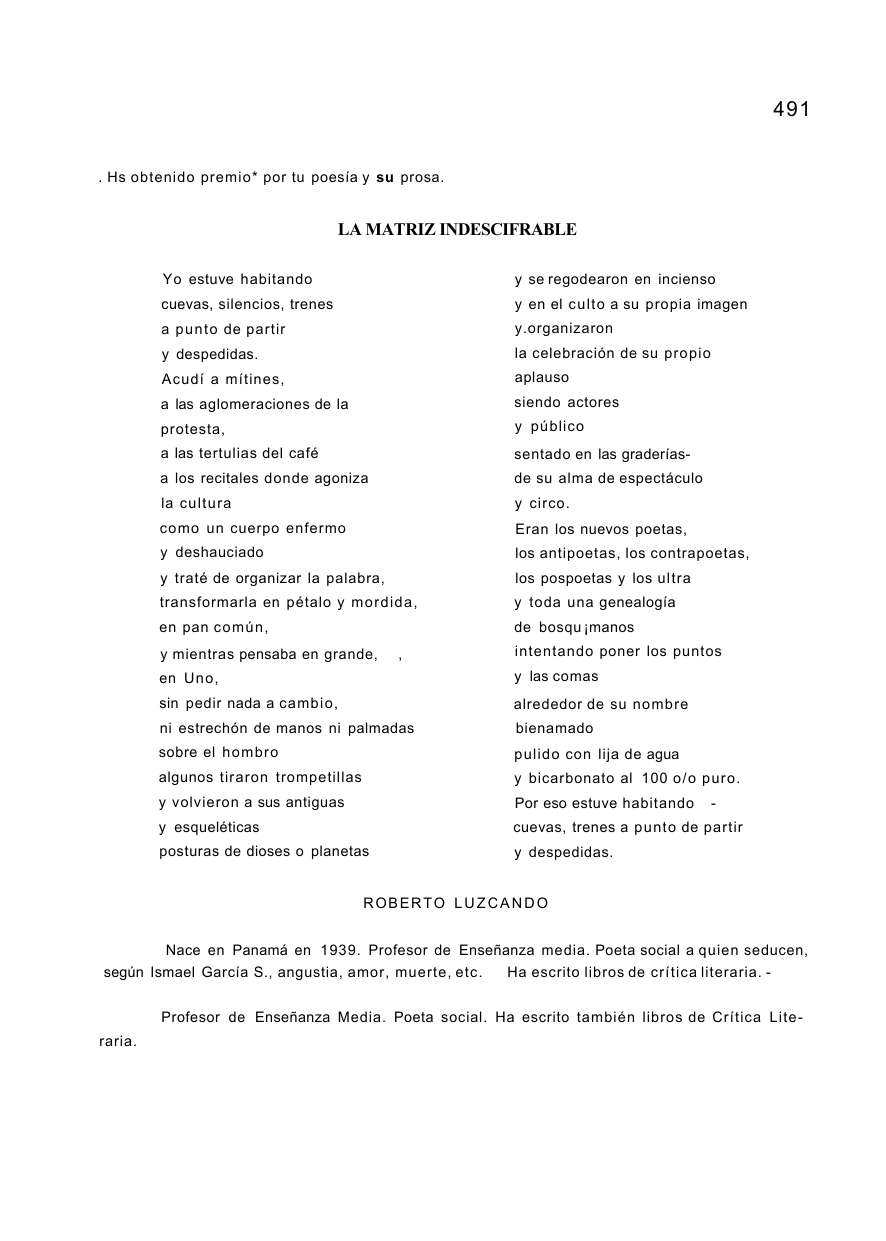 491
. Hs obtenido premio* por tu poesía y su prosa.
LA MATRIZ INDESCIFRABLE
Yo estuve habitando
cuevas, silencios, trenes
a punto de partir
y despedidas.
Acudí a mítines,
a las aglomeraciones de la
protesta,
a las tertulias del café
a los recitales donde agoniza
la cultura
como un cuerpo enfermo
y deshauciado
y traté de organizar la palabra,
transformarla en pétalo y mordida,
en pan común,
y mientras pensaba en grande, ,
en Uno,
sin pedir nada a cambio,
ni estrechón de manos ni palmadas
sobre el hombro
algunos tiraron trompetillas
y volvieron a sus antiguas
y esqueléticas
posturas de dioses o planetas
y se regodearon en incienso
y en el culto a su propia imagen
y.organizaron
la celebración de su propio
aplauso
siendo actores
y público
sentado en las graderías-
de su alma de espectáculo
y circo.
Eran los nuevos poetas,
los antipoetas, los contrapoetas,
los pospoetas y los ultra
y toda una genealogía
de bosqu¡manos
intentando poner los puntos
y las comas
alrededor de su nombre
bienamado
pulido con lija de agua
y bicarbonato al 100 o/o puro.
Por eso estuve habitando -
cuevas, trenes a punto de partir
y despedidas.
ROBERTO LUZCANDO
Nace en Panamá en 1939. Profesor de Enseñanza media. Poeta social a quien seducen,
según Ismael García S., angustia, amor, muerte, etc. Ha escrito libros de crítica literaria. -
Profesor de Enseñanza Media. Poeta social. Ha escrito también libros de Crítica Lite-
raria.